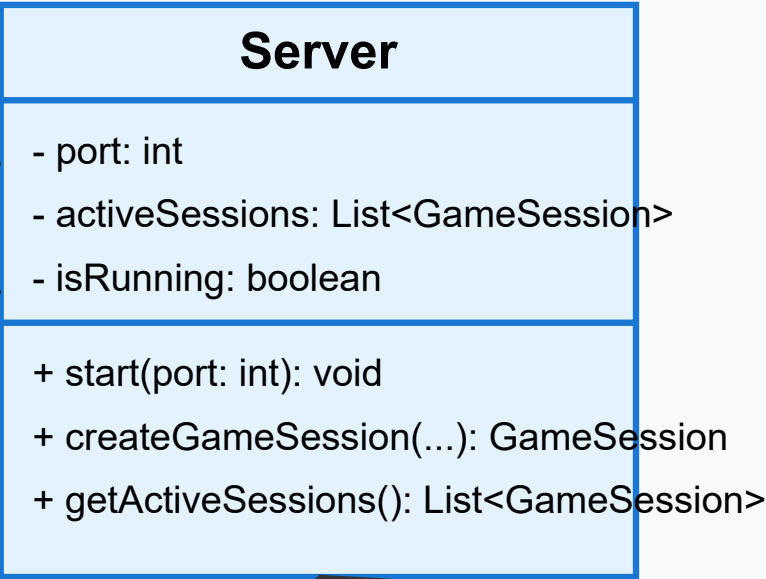 Server
- port: int
- activeSessions: List<GameSession>
- isRunning: boolean
+ start(port: int): void
+ createGameSession(...): GameSession
+ getActiveSessions(): List<GameSession>